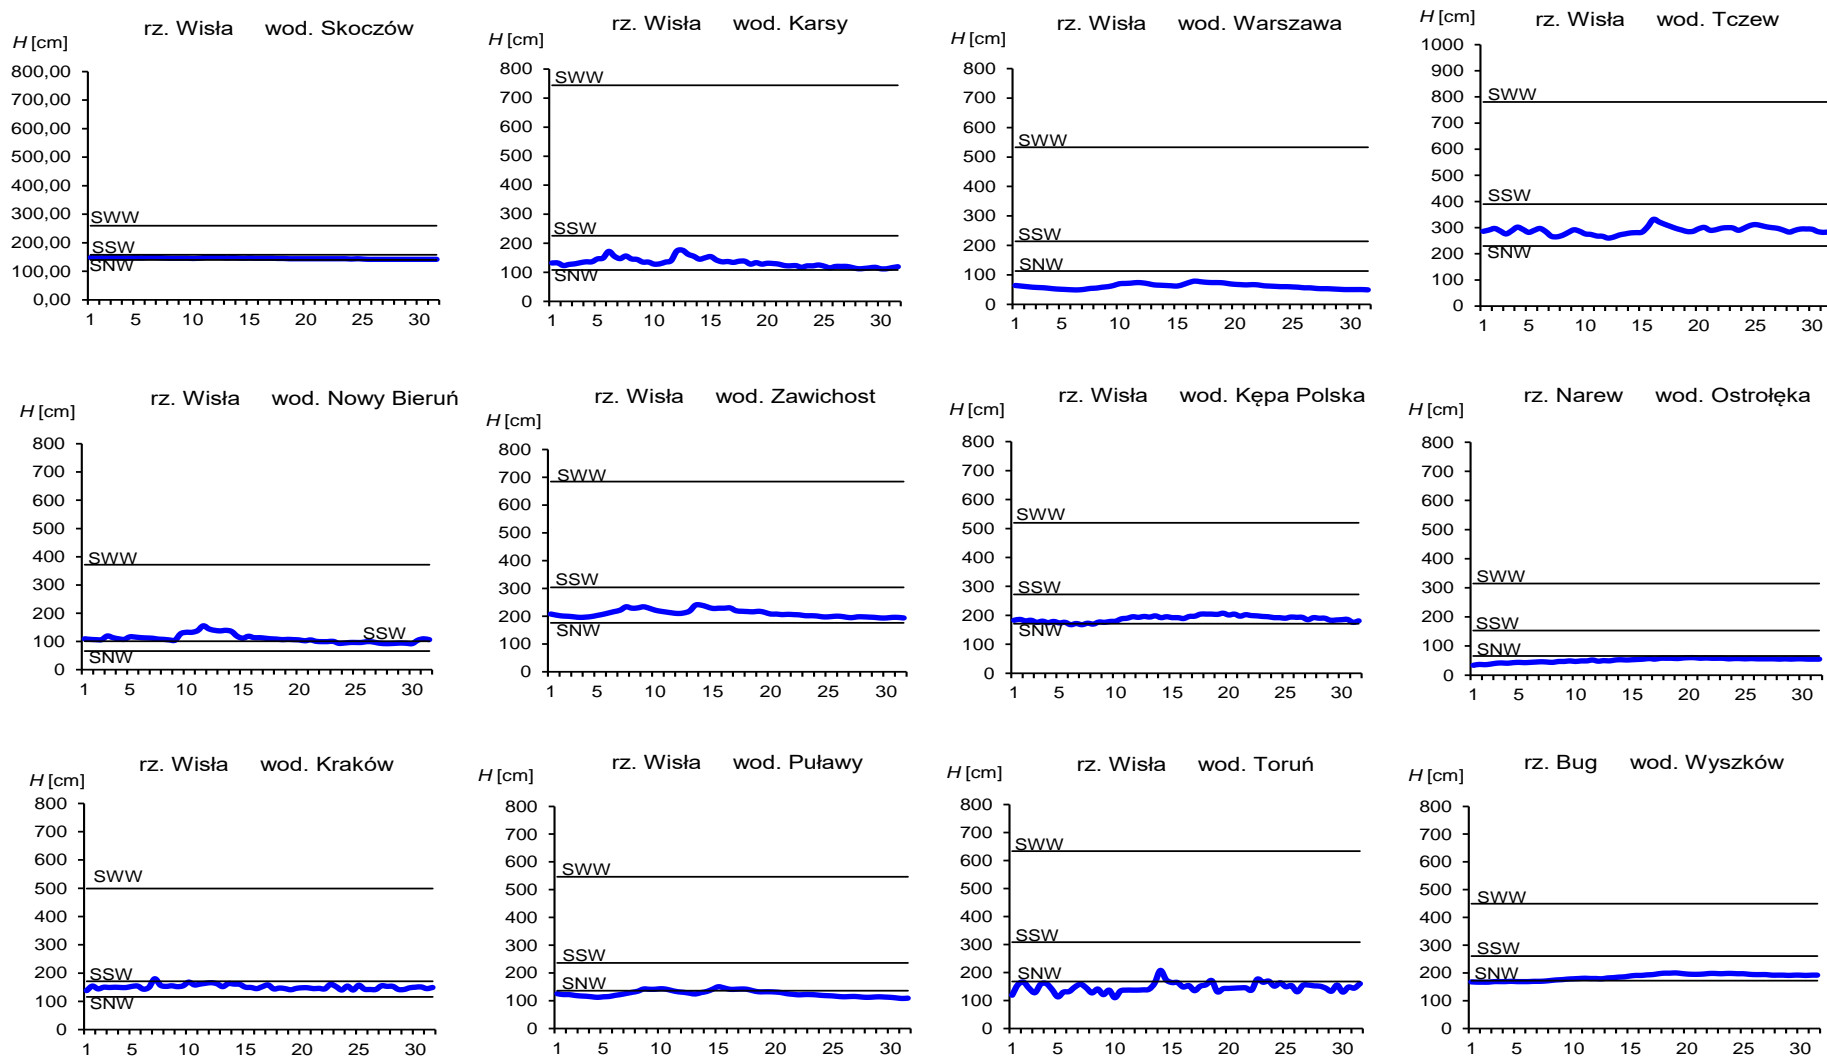 rz. Wisła wod. Skoczów
H [cm]
800,00
700,00
600,00
500,00
400,00
300,00
200,00
100,00
0,00
SWW
SSW
SNW
1 5 10 15 20 25 30
rz. Wisła wod. Karsy
H [cm]
800
700
600
500
400
300
200
100
0
SWW
SSW
SNW
1 5 10 15 20 25 30
rz. Wisła wod. Warszawa
H [cm]
800
700
600
500
400
300
200
100
0
SWW
SSW
SNW
1 5 10 15 20 25 30
rz. Wisła wod. Tczew
H [cm]
1000
900
800
700
600
500
400
300
200
100
0
SWW
SSW
SNW
1 5 10 15 20 25 30
rz. Wisła wod. Nowy Bieruń
H [cm]
800
700
600
500
400
300
200
100
0
SWW
SSW
SNW
1 5 10 15 20 25 30
rz. Wisła wod. Zawichost
H [cm]
800
700
600
500
400
300
200
100
0
SWW
SSW
SNW
1 5 10 15 20 25 30
rz. Wisła wod. Kępa Polska
H [cm]
800
700
600
500
400
300
200
100
0
SWW
SSW
SNW
1 5 10 15 20 25 30
rz. Narew wod. Ostrołęka
H [cm]
800
700
600
500
400
300
200
100
0
SWW
SSW
SNW
1 5 10 15 20 25 30
rz. Wisła wod. Kraków
H [cm]
800
700
600
500
400
300
200
100
0
SWW
SSW
SNW
1 5 10 15 20 25 30
rz. Wisła wod. Puławy
H [cm]
800
700
600
500
400
300
200
100
0
SWW
SSW
SNW
1 5 10 15 20 25 30
rz. Wisła wod. Toruń
H [cm]
800
700
600
500
400
300
200
100
0
SWW
SSW
SNW
1 5 10 15 20 25 30
rz. Bug wod. Wyszków
H [cm]
800
700
600
500
400
300
200
100
0
SWW
SSW
SNW
1 5 10 15 20 25 30